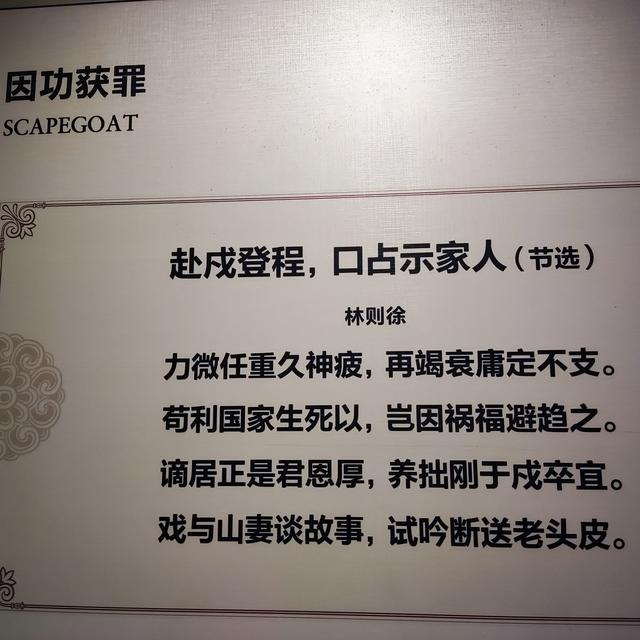 因功获罪
SCAPEGOAT
赴戍登程，口占示家人（节选）
林则徐
力微任重久神疲，再竭衰庸定不支。
苟利国家生死以，岂因祸福避趋之。
谪居正是君恩厚，养拙刚于戍卒宜。
戏与山妻谈故事，试吟断送老头皮。